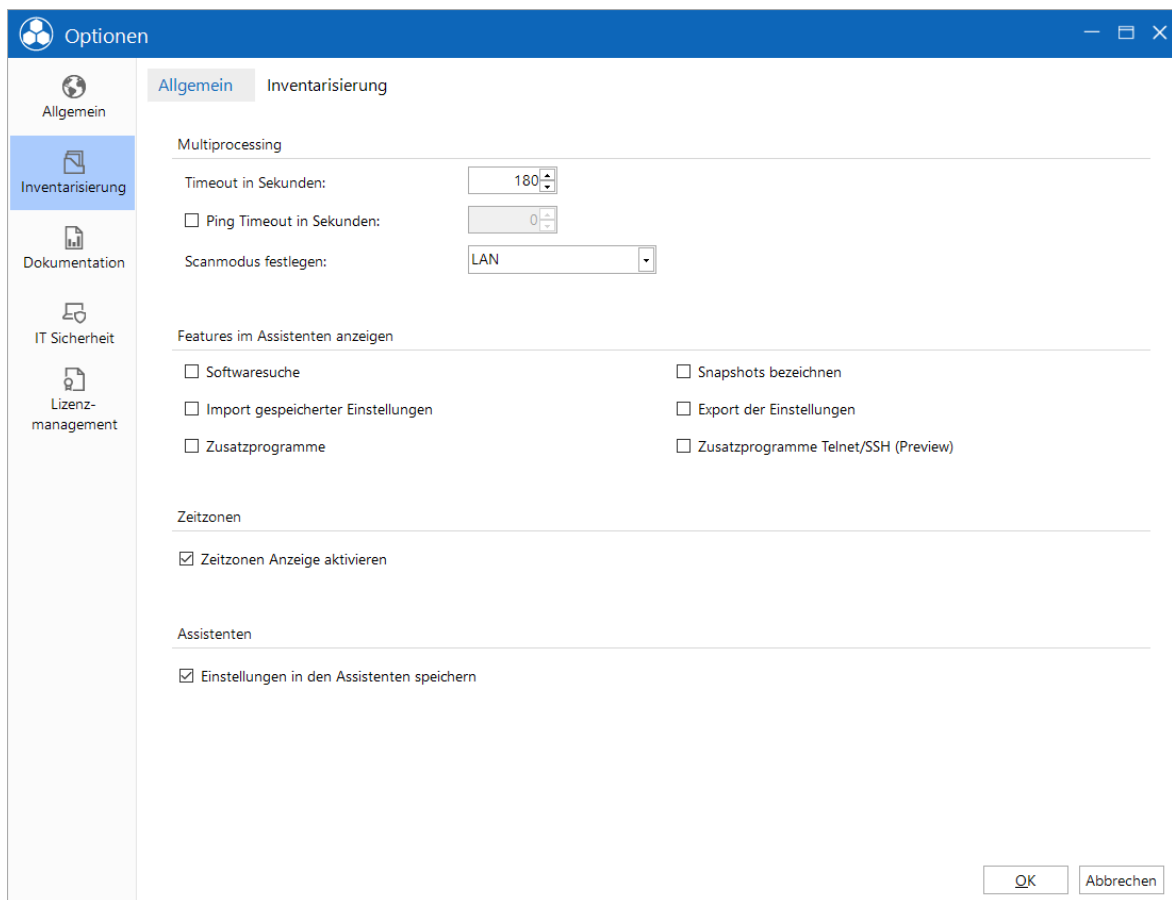 Optionen
Allgemein
Inventarisierung
Dokumentation
IT Sicherheit
Lizenz-
management
Allgemein Inventarisierung
Multiprocessing
Timeout in Sekunden: 180
Ping Timeout in Sekunden: 0
Scanmodus festlegen: LAN
Features im Assistenten anzeigen
Softwaresuche Snapshots bezeichnen
Import gespeicherter Einstellungen Export der Einstellungen
Zusatzprogramme Zusatzprogramme Telnet/SSH (Preview)
Zeitzonen
Zeitzonen Anzeige aktivieren
Assistenten
Einstellungen in den Assistenten speichern
OK Abbrechen